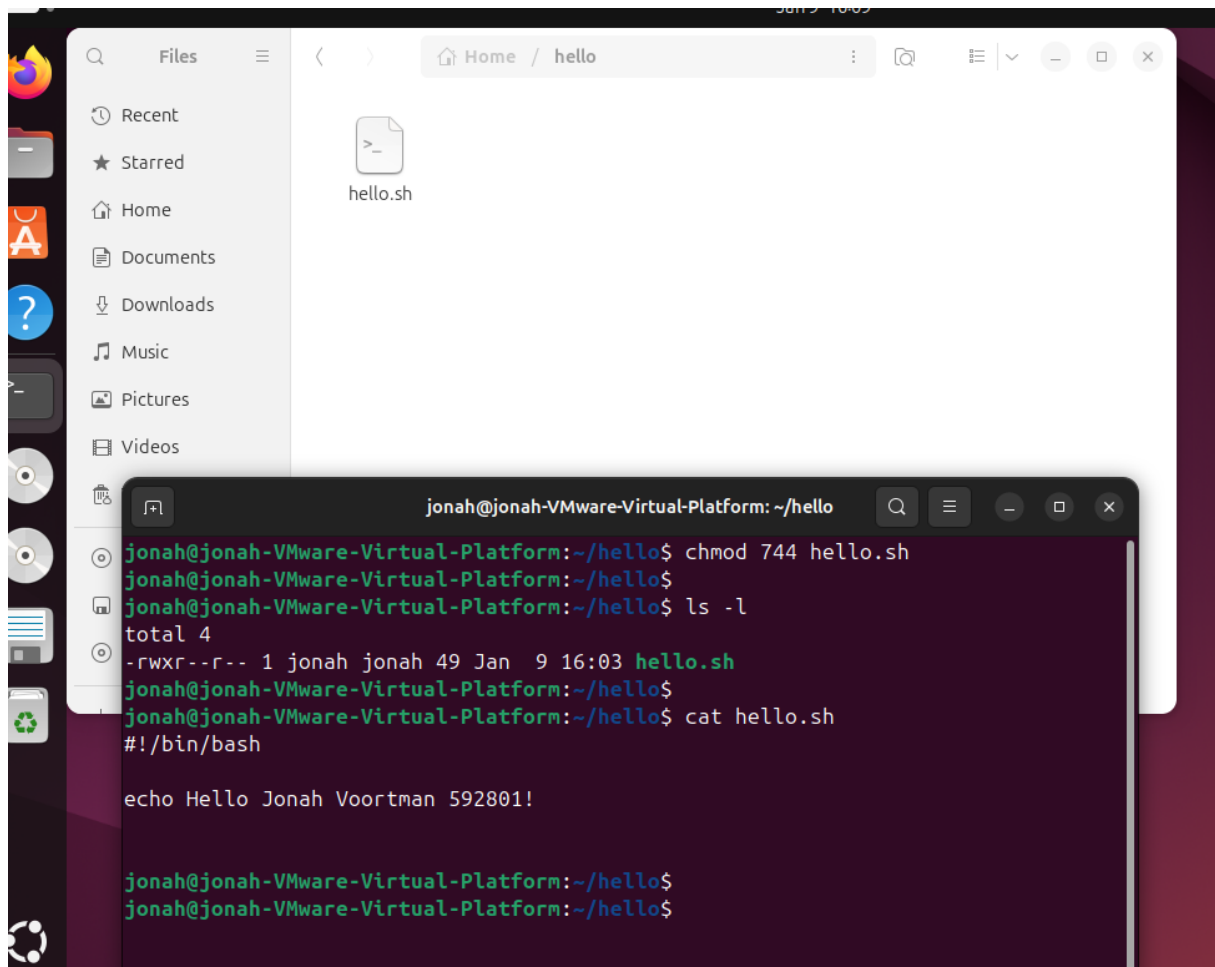 Files
Home / hello
Recent
Starred
Home
Documents
Downloads
Music
Pictures
Videos
hello.sh
jonah@jonah-VMware-Virtual-Platform: ~/hello
jonah@jonah-VMware-Virtual-Platform:~/hello$ chmod 744 hello.sh
jonah@jonah-VMware-Virtual-Platform:~/hello$
jonah@jonah-VMware-Virtual-Platform:~/hello$ ls -l
total 4
-rwxr--r-- 1 jonah jonah 49 Jan  9 16:03 hello.sh
jonah@jonah-VMware-Virtual-Platform:~/hello$
jonah@jonah-VMware-Virtual-Platform:~/hello$ cat hello.sh
#!/bin/bash
echo Hello Jonah Voortman 592801!
jonah@jonah-VMware-Virtual-Platform:~/hello$
jonah@jonah-VMware-Virtual-Platform:~/hello$